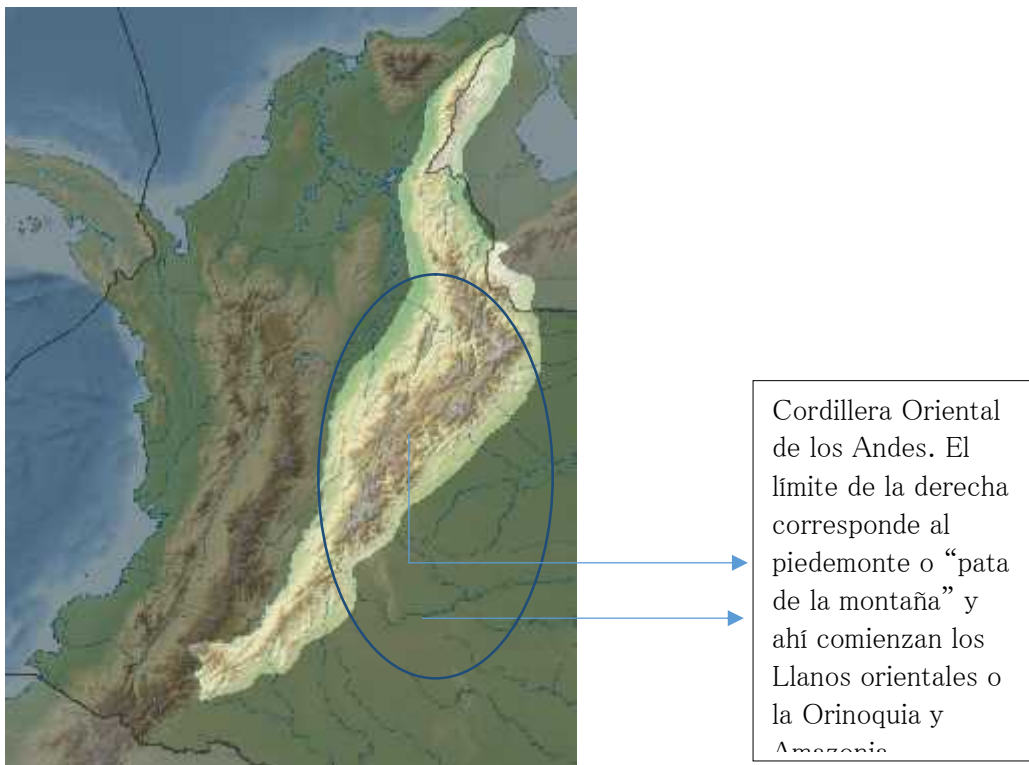 Cordillera Oriental
de los Andes. El
límite de la derecha
corresponde al
piedemonte o “pata
de la montaña” y
ahí comienzan los
Llanos orientales o
la Orinoquia y
Amazonia